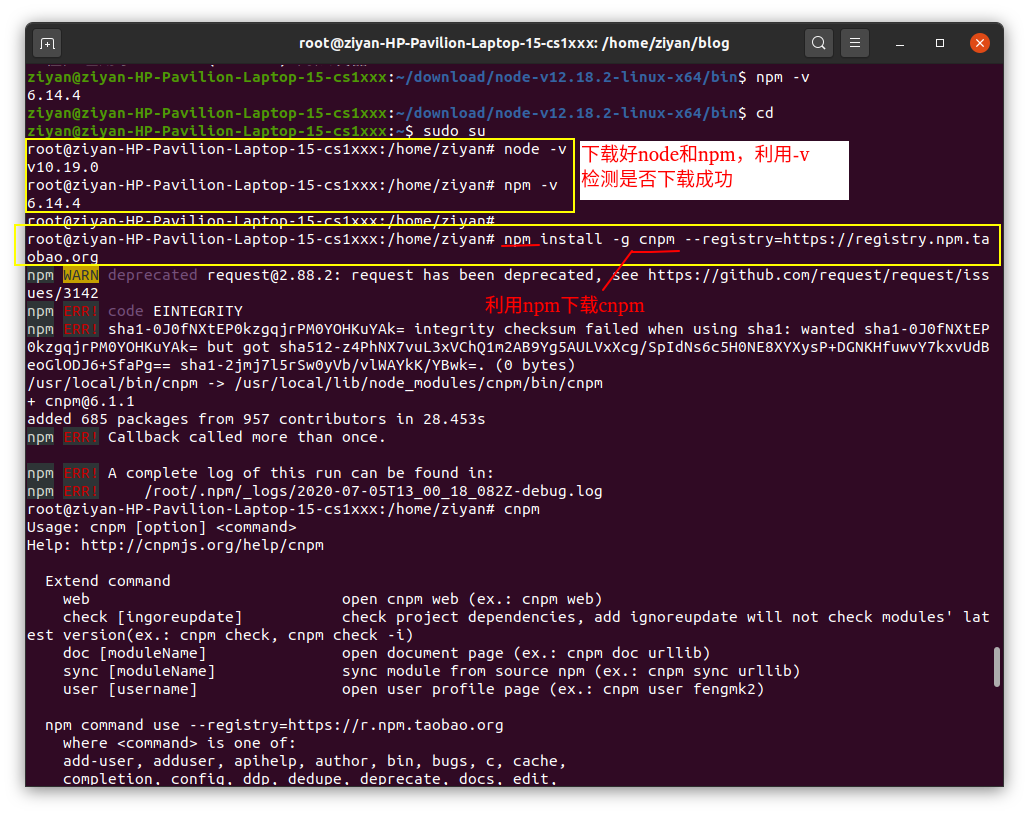 root@ziyan-HP-Pavilion-Laptop-15-cs1xxx: /home/ziyan/blog
ziyan@ziyan-HP-Pavilion-Laptop-15-cs1xxx:~/download/node-v12.18.2-linux-x64/bin$ npm -v
6.14.4
ziyan@ziyan-HP-Pavilion-Laptop-15-cs1xxx:~/download/node-v12.18.2-linux-x64/bin$ cd
ziyan@ziyan-HP-Pavilion-Laptop-15-cs1xxx:~$ sudo su
root@ziyan-HP-Pavilion-Laptop-15-cs1xxx:/home/ziyan# node -v
v10.19.0
root@ziyan-HP-Pavilion-Laptop-15-cs1xxx:/home/ziyan# npm -v
6.14.4
下载好node和npm，利用-v
检测是否下载成功
root@ziyan-HP-Pavilion-Laptop-15-cs1xxx:/home/ziyan#
root@ziyan-HP-Pavilion-Laptop-15-cs1xxx:/home/ziyan# npm install -g cnpm --registry=https://registry.npm.ta
obao.org
npm WARN deprecated request@2.88.2: request has been deprecated, see https://github.com/request/request/iss
ues/3142
利用npm下载cnpm
npm ERR! code EINTEGRITY
npm ERR! sha1-0J0fNXtEP0kzgqjrPM0YOHKuYAk= integrity checksum failed when using sha1: wanted sha1-0J0fNXtEP
0kzgqjrPM0YOHKuYAk= but got sha512-z4PhNX7vuL3xVChQ1m2AB9Yg5AULVxXcg/SpIdNs6c5H0NE8XYXysP+DGNKHfuwvY7kxvUdB
eoGlODJ6+SfaPg== sha1-2jmj7l5rSw0yVb/vlWAYkK/YBwk=. (0 bytes)
/usr/local/bin/cnpm -> /usr/local/lib/node_modules/cnpm/bin/cnpm
+ cnpm@6.1.1
added 685 packages from 957 contributors in 28.453s
npm ERR! Callback called more than once.
npm ERR! A complete log of this run can be found in:
npm ERR!     /root/.npm/_logs/2020-07-05T13_00_18_082Z-debug.log
root@ziyan-HP-Pavilion-Laptop-15-cs1xxx:/home/ziyan# cnpm
Usage: cnpm [option] <command>
Help: http://cnpmjs.org/help/cnpm
Extend command
web open cnpm web (ex.: cnpm web)
check [ingoreupdate] check project dependencies, add ignoreupdate will not check modules' lat
est version(ex.: cnpm check, cnpm check -i)
doc [moduleName] open document page (ex.: cnpm doc urllib)
sync [moduleName] sync module from source npm (ex.: cnpm sync urllib)
user [username] open user profile page (ex.: cnpm user fengmk2)
npm command use --registry=https://r.npm.taobao.org
where <command> is one of:
add-user, adduser, apihelp, author, bin, bugs, c, cache,
completion, config, ddp, dedupe, deprecate, docs, edit,